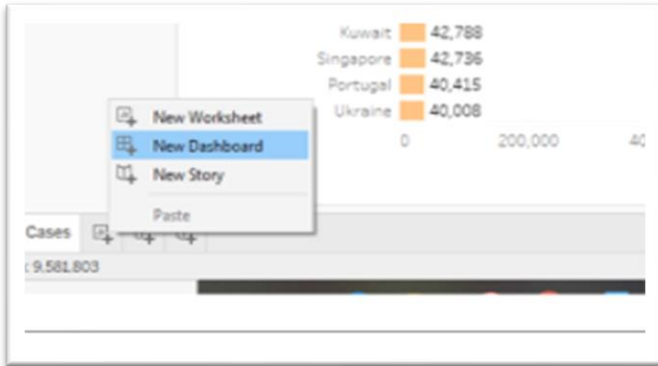 Kuwait 42,788
Singapore 42,736
Portugal 40,415
Ukraine 40,008
0 200,000 40
New Worksheet
New Dashboard
New Story
Paste
Cases
: 9,581,803